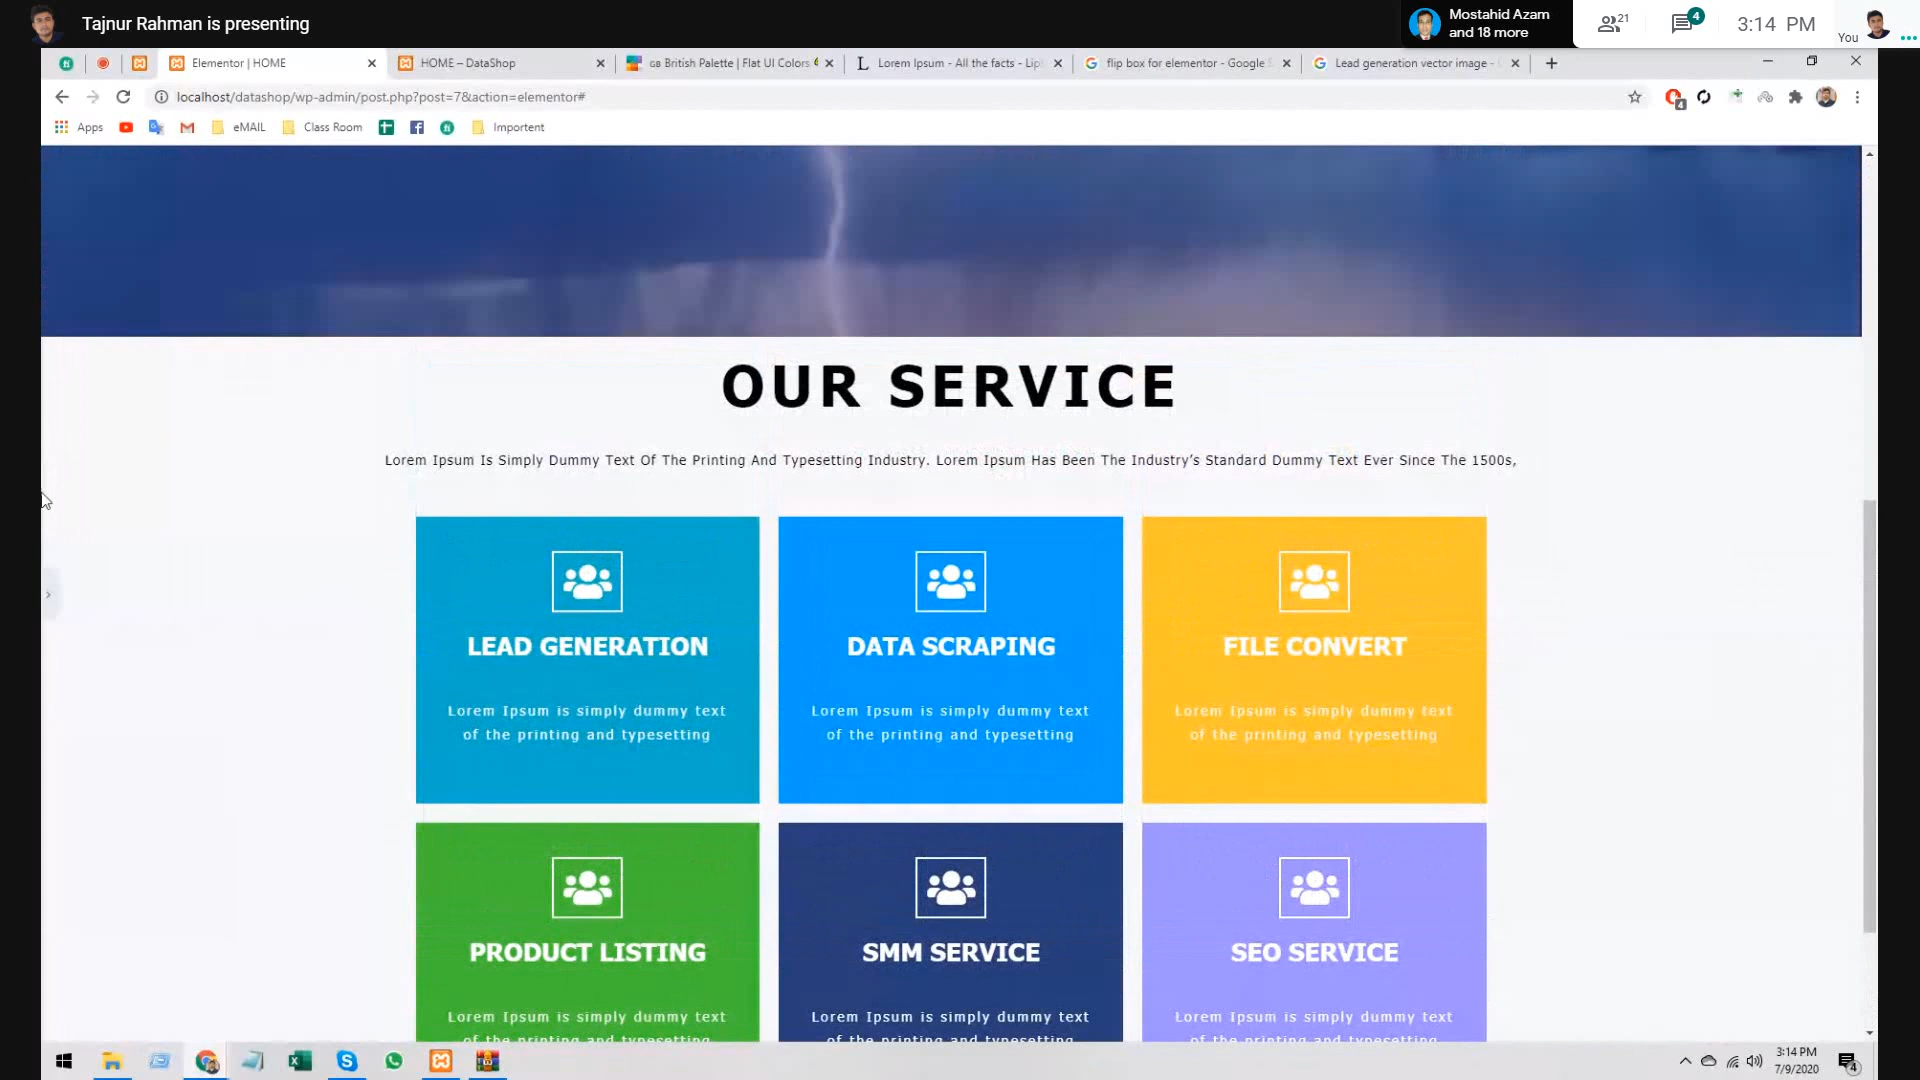 Tajnur Rahman is presenting
Mostahid Azam
and 18 more
21
4
3:14 PM
You
Elementor | HOME
HOME – DataShop
GB British Palette | Flat UI Colors
Lorem Ipsum - All the facts - Lip
flip box for elementor - Google
Lead generation vector image -
localhost/datashop/wp-admin/post.php?post=7&action=elementor#
4
Apps
eMAIL
Class Room
Importent
OUR SERVICE
Lorem Ipsum Is Simply Dummy Text Of The Printing And Typesetting Industry. Lorem Ipsum Has Been The Industry's Standard Dummy Text Ever Since The 1500s,
LEAD GENERATION
Lorem Ipsum is simply dummy text
of the printing and typesetting
DATA SCRAPING
Lorem Ipsum is simply dummy text
of the printing and typesetting
FILE CONVERT
Lorem Ipsum is simply dummy text
of the printing and typesetting
PRODUCT LISTING
Lorem Ipsum is simply dummy text
of the printing and typesetting
SMM SERVICE
Lorem Ipsum is simply dummy text
of the printing and typesetting
SEO SERVICE
Lorem Ipsum is simply dummy text
of the printing and typesetting
3:14 PM
7/9/2020
4